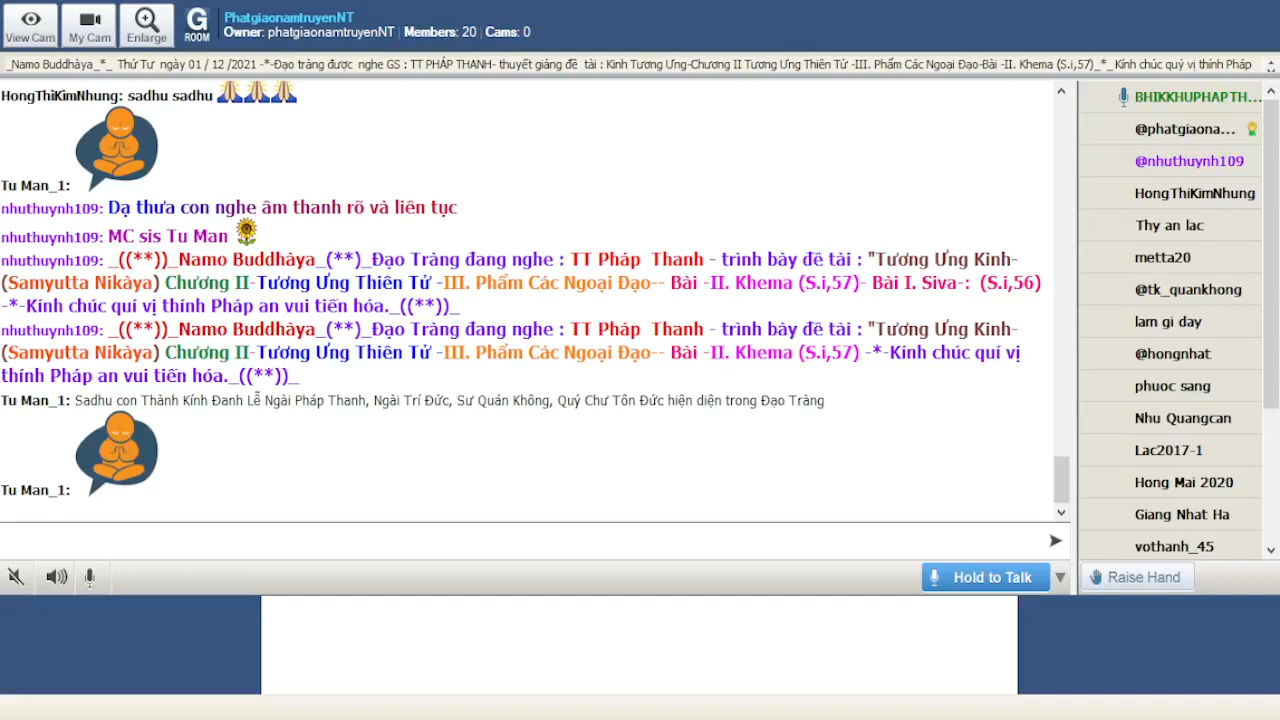 PhatgiaonamtruyenNT
Owner: phatgiaonamtruyenNT | Members: 20 | Cams: 0
View Cam
My Cam
Enlarge
G
ROOM
_Namo Buddhàya_*_ Thứ Tư ngày 01 / 12 /2021 -*-Đạo tràng được nghe GS : TT PHÁP THANH- thuyết giảng đề tài : Kinh Tương Ưng-Chương II Tương Ưng Thiên Tử -III. Phẩm Các Ngoại Đạo-Bài -II. Khema (S.i,57)_*_Kính chúc quý vị thính Pháp
HongThiKimNhung: sadhu sadhu
Tu Man_1:
nhuthuynh109: Dạ thưa con nghe âm thanh rõ và liên tục
nhuthuynh109: MC sis Tu Man
nhuthuynh109: _((**))_Namo Buddhàya_(**)_Đạo Tràng đang nghe : TT Pháp Thanh - trình bày đề tài : "Tương Ưng Kinh-
(Samyutta Nikàya) Chương II-Tương Ưng Thiên Tử -III. Phẩm Các Ngoại Đạo-- Bài -II. Khema (S.i,57)- Bài I. Siva-: (S.i,56)
-*-Kính chúc quí vị thính Pháp an vui tiến hóa._((**))_
nhuthuynh109: _((**))_Namo Buddhàya_(**)_Đạo Tràng đang nghe : TT Pháp Thanh - trình bày đề tài : "Tương Ưng Kinh-
(Samyutta Nikàya) Chương II-Tương Ưng Thiên Tử -III. Phẩm Các Ngoại Đạo-- Bài -II. Khema (S.i,57) -*-Kính chúc quí vị
thính Pháp an vui tiến hóa._((**))_
Tu Man_1: Sadhu con Thành Kính Đanh Lễ Ngài Pháp Thanh, Ngài Trí Đức, Sư Quán Không, Quý Chư Tôn Đức hiện diện trong Đạo Tràng
Tu Man_1:
BHIKKHUPHAPTH...
@phatgiaona...
@nhuthuynh109
HongThiKimNhung
Thy an lac
metta20
@tk_quankhong
lam gi day
@hongnhat
phuoc sang
Nhu Quangcan
Lac2017-1
Hong Mai 2020
Giang Nhat Ha
vothanh_45
Hold to Talk
Raise Hand